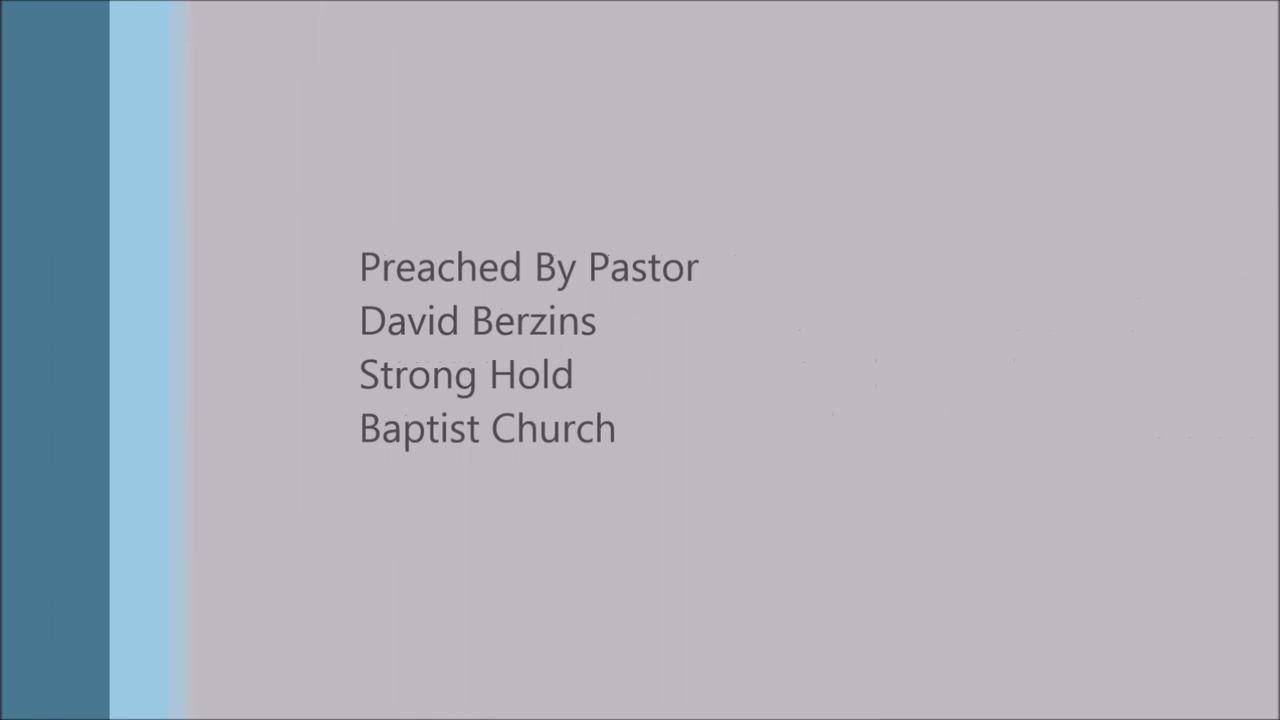 Preached By Pastor
David Berzins
Strong Hold
Baptist Church